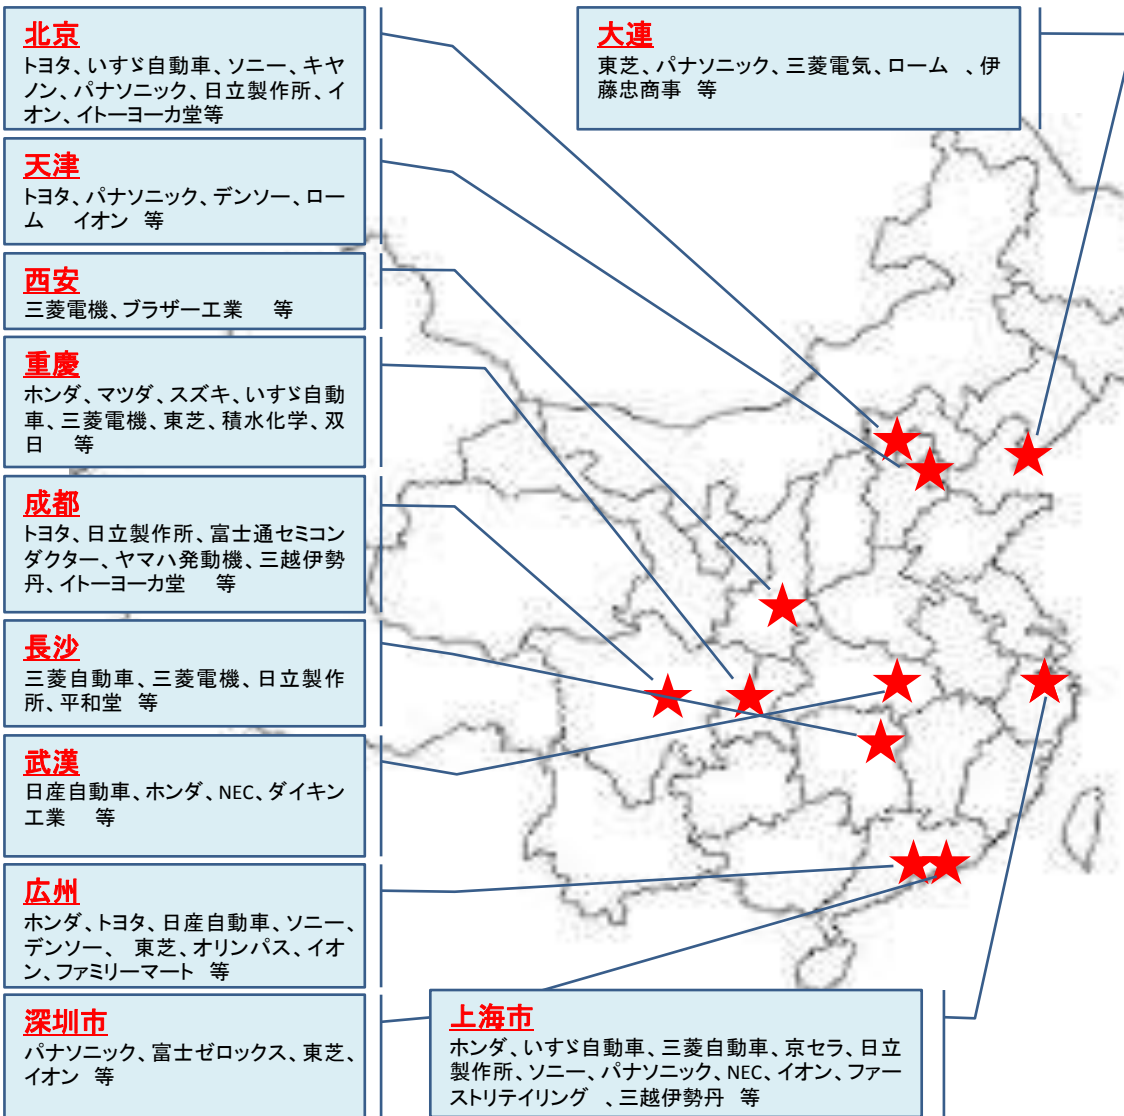 北京
トヨタ、いすゞ自動車、ソニー、キヤ
ノン、パナソニック、日立製作所、イ
オン、イトーヨーカ堂等
大連
東芝、パナソニック、三菱電気、ローム 、伊
藤忠商事 等
天津
トヨタ、パナソニック、デンソー、ロー
ム イオン 等
西安
三菱電機、ブラザー工業 等
重慶
ホンダ、マツダ、スズキ、いすゞ自動
車、三菱電機、東芝、積水化学、双
日 等
成都
トヨタ、日立製作所、富士通セミコン
ダクター、ヤマハ発動機、三越伊勢
丹、イトーヨーカ堂 等
長沙
三菱自動車、三菱電機、日立製作
所、平和堂 等
武漢
日産自動車、ホンダ、NEC、ダイキン
工業 等
広州
ホンダ、トヨタ、日産自動車、ソニー、
デンソー、 東芝、オリンパス、イオ
ン、ファミリーマート 等
深圳市
パナソニック、富士ゼロックス、東芝、
イオン 等
上海市
ホンダ、いすゞ自動車、三菱自動車、京セラ、日立
製作所、ソニー、パナソニック、NEC、イオン、ファー
ストリテイリング 、三越伊勢丹 等